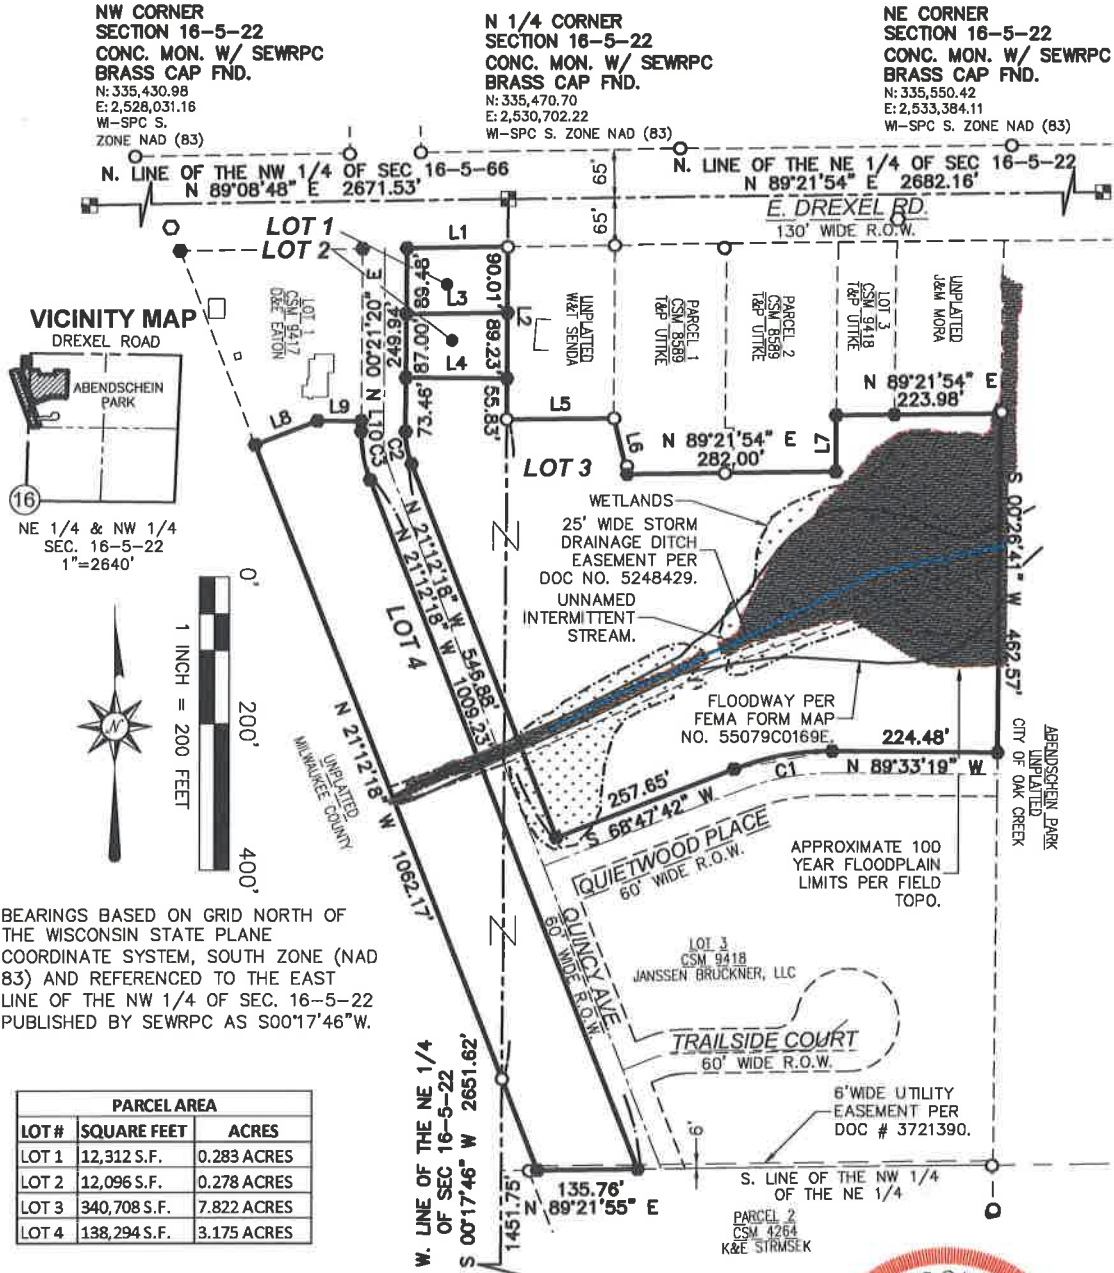 NW CORNER
SECTION 16-5-22
CONC. MON. W/ SEWRPC
BRASS CAP FND.
N: 335,430.98
E: 2,528,031.16
WI-SPC S.
ZONE NAD (83)
N 1/4 CORNER
SECTION 16-5-22
CONC. MON. W/ SEWRPC
BRASS CAP FND.
N: 335,470.70
E: 2,530,702.22
WI-SPC S. ZONE NAD (83)
NE CORNER
SECTION 16-5-22
CONC. MON. W/ SEWRPC
BRASS CAP FND.
N: 335,550.42
E: 2,533,384.11
WI-SPC S. ZONE NAD (83)
N. LINE OF THE NW 1/4 OF SEC 16-5-66
N 89°08'48" E 2671.53'
N. LINE OF THE NE 1/4 OF SEC 16-5-22
N 89°21'54" E 2682.16'
65'
65'
E. DREXEL RD.
130' WIDE R.O.W.
LOT 1
LOT 2
L1
L3
L4
L2
89.48'
87.00'
73.46'
90.01'
89.23'
55.83'
N 00°21'20" E
249.94'
L10
LOT 1
CSM 9417
D&E EATON
UNPLATTED
W&T SENDA
PARCEL 1
CSM 8589
T&P UTTKE
PARCEL 2
CSM 8589
T&P UTTKE
LOT 3
CSM 9418
T&P UTTKE
UNPLATTED
J&M MORA
VICINITY MAP
DREXEL ROAD
ABENDSCHEIN
PARK
16
NE 1/4 & NW 1/4
SEC. 16-5-22
1"=2640'
L8
L9
C3
C2
L5
L6
L7
N 89°21'54" E
223.98'
N 89°21'54" E
282.00'
LOT 3
WETLANDS
25' WIDE STORM
DRAINAGE DITCH
EASEMENT PER
DOC NO. 5248429.
UNNAMED
INTERMITTENT
STREAM.
S 00°26'41" W 462.57'
N 21°12'18" W 546.88'
N 21°12'18" W 1009.23'
LOT 4
N 21°12'18" W 1062.17'
UNPLATTED
MILWAUKEE COUNTY
0'
200'
400'
1 INCH = 200 FEET
N
FLOODWAY PER
FEMA FORM MAP
NO. 55079C0169E.
224.48'
N 89°33'19" W
C1
257.65'
S 68°47'42" W
QUIETWOOD PLACE
60' WIDE R.O.W.
ABENDSCHEIN PARK
UNPLATTED
CITY OF OAK CREEK
APPROXIMATE 100
YEAR FLOODPLAIN
LIMITS PER FIELD
TOPO.
BEARINGS BASED ON GRID NORTH OF
THE WISCONSIN STATE PLANE
COORDINATE SYSTEM, SOUTH ZONE (NAD
83) AND REFERENCED TO THE EAST
LINE OF THE NW 1/4 OF SEC. 16-5-22
PUBLISHED BY SEWRPC AS S00°17'46"W.
QUINCY AVE
60' WIDE R.O.W.
LOT 3
CSM 9418
JANSSEN BRUCKNER, LLC
TRAILSIDE COURT
60' WIDE R.O.W.
6'WIDE UTILITY
EASEMENT PER
DOC # 3721390.
6'
W. LINE OF THE NE 1/4
OF SEC 16-5-22
S 00°17'46" W 2651.62'
1451.75'
135.76'
N 89°21'55" E
S. LINE OF THE NW 1/4
OF THE NE 1/4
PARCEL 2
CSM 4264
K&E STRMSEK
PARCEL AREA
LOT # SQUARE FEET ACRES
LOT 1 12,312 S.F. 0.283 ACRES
LOT 2 12,096 S.F. 0.278 ACRES
LOT 3 340,708 S.F. 7.822 ACRES
LOT 4 138,294 S.F. 3.175 ACRES